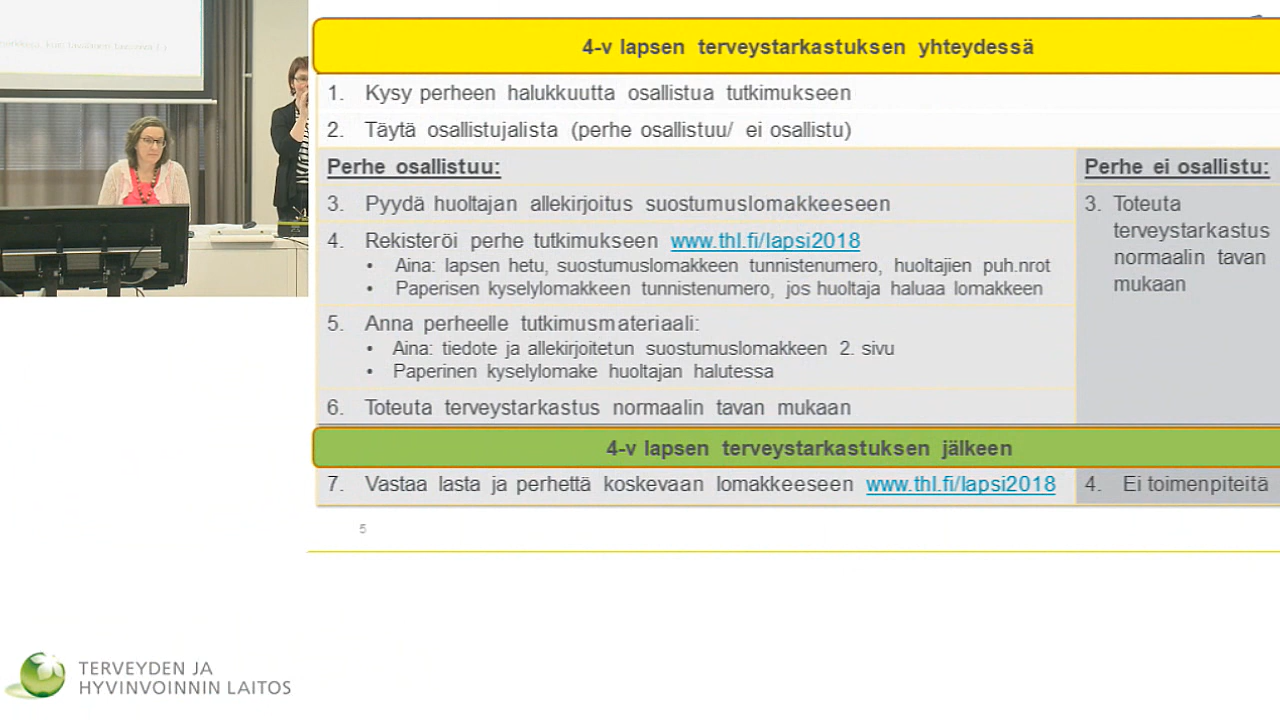 4-v lapsen terveystarkastuksen yhteydessä
1. Kysy perheen halukkuutta osallistua tutkimukseen
2. Täytä osallistujalista (perhe osallistuu/ ei osallistu)
Perhe osallistuu:
3. Pyydä huoltajan allekirjoitus suostumuslomakkeeseen
4. Rekisteröi perhe tutkimukseen www.thl.fi/lapsi2018
• Aina: lapsen hetu, suostumuslomakkeen tunnistenumero, huoltajien puh.nrot
• Paperisen kyselylomakkeen tunnistenumero, jos huoltaja haluaa lomakkeen
5. Anna perheelle tutkimusmateriaali:
• Aina: tiedote ja allekirjoitetun suostumuslomakkeen 2. sivu
• Paperinen kyselylomake huoltajan halutessa
6. Toteuta terveystarkastus normaalin tavan mukaan
Perhe ei osallistu:
3. Toteuta
terveystarkastus
normaalin tavan
mukaan
4-v lapsen terveystarkastuksen jälkeen
7. Vastaa lasta ja perhettä koskevaan lomakkeeseen www.thl.fi/lapsi2018
4. Ei toimenpiteitä
5
TERVEYDEN JA
HYVINVOINNIN LAITOS